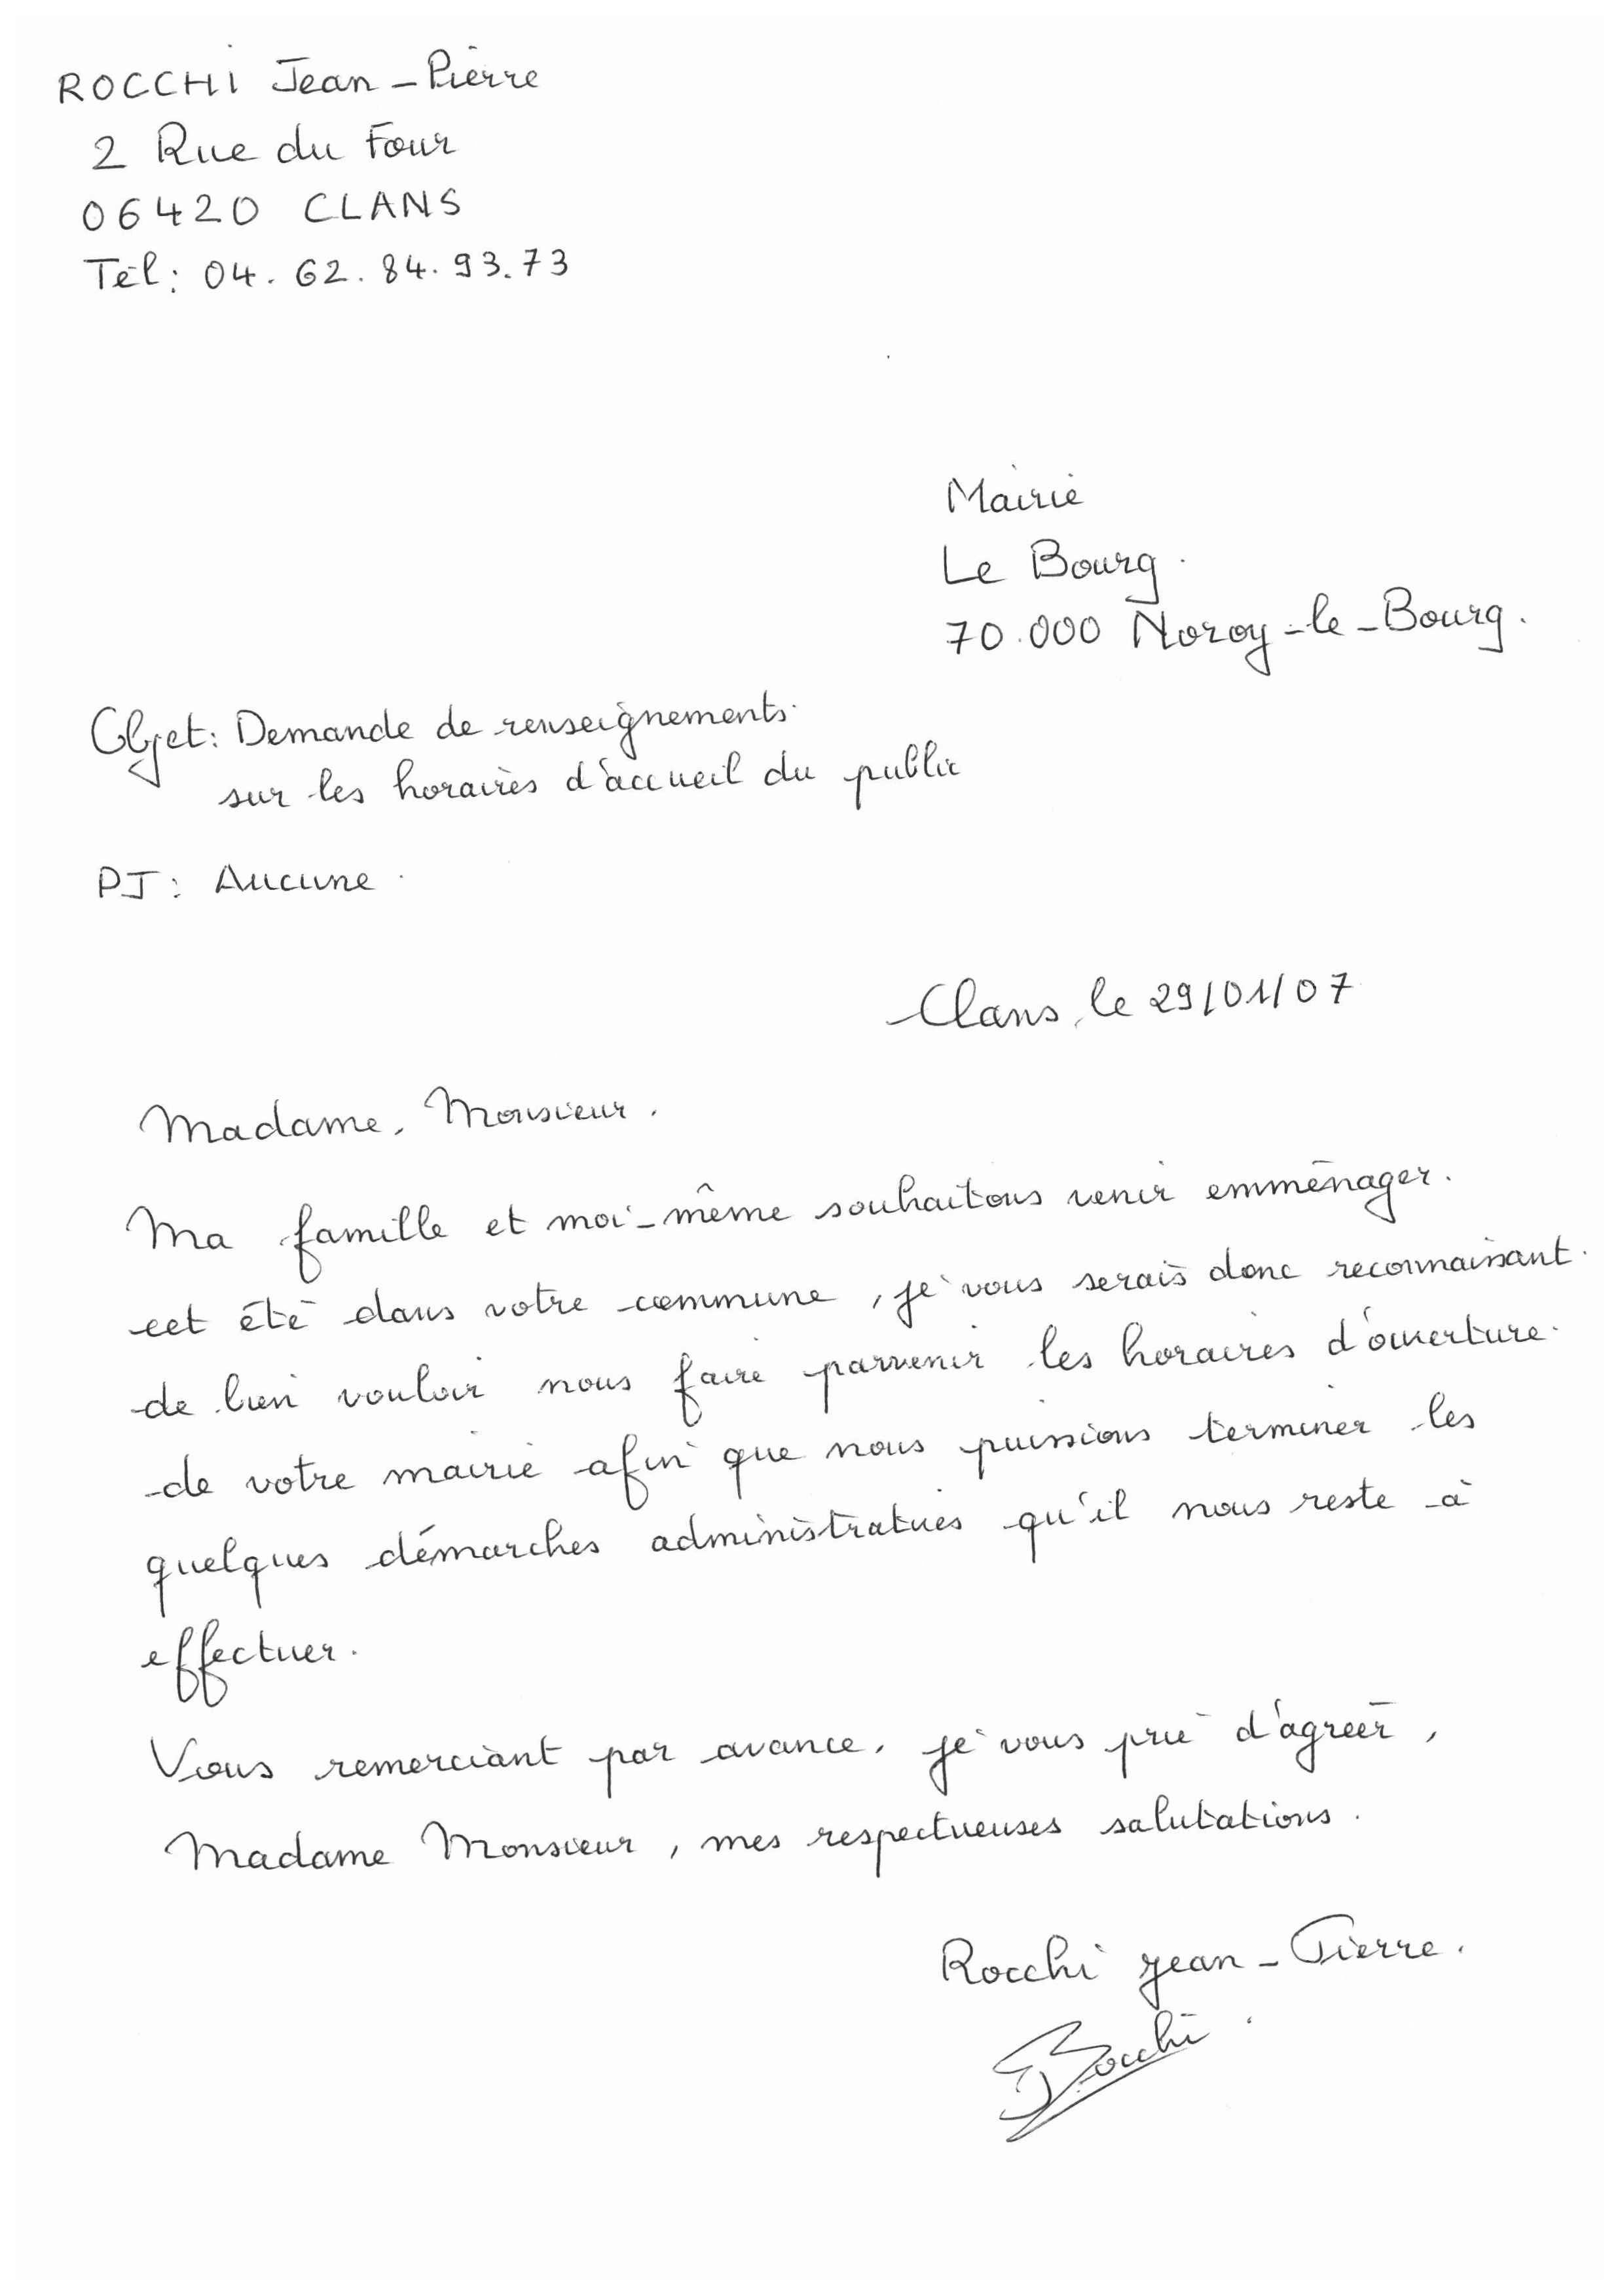 ROCCHI Jean-Pierre
2 Rue du Four
06420 CLANS
Tél: 04. 62. 84. 93. 73
Mairie
Le Bourg.
70.000 Noroy-le-Bourg.
Objet: Demande de renseignements
sur les horaires d'accueil du public
PJ: Aucune.
Clans, le 29/01/07
Madame, Monsieur.
Ma famille et moi-même souhaitons venir emménager.
cet été dans votre commune, je vous serais donc reconnaissant.
de bien vouloir nous faire parvenir les horaires d'ouverture.
de votre mairie afin que nous puissions terminer les
quelques démarches administratives qu'il nous reste à
effectuer.
Vous remerciant par avance, je vous prie d'agréer,
Madame Monsieur, mes respectueuses salutations.
Rocchi Jean-Pierre.
Rocchi.